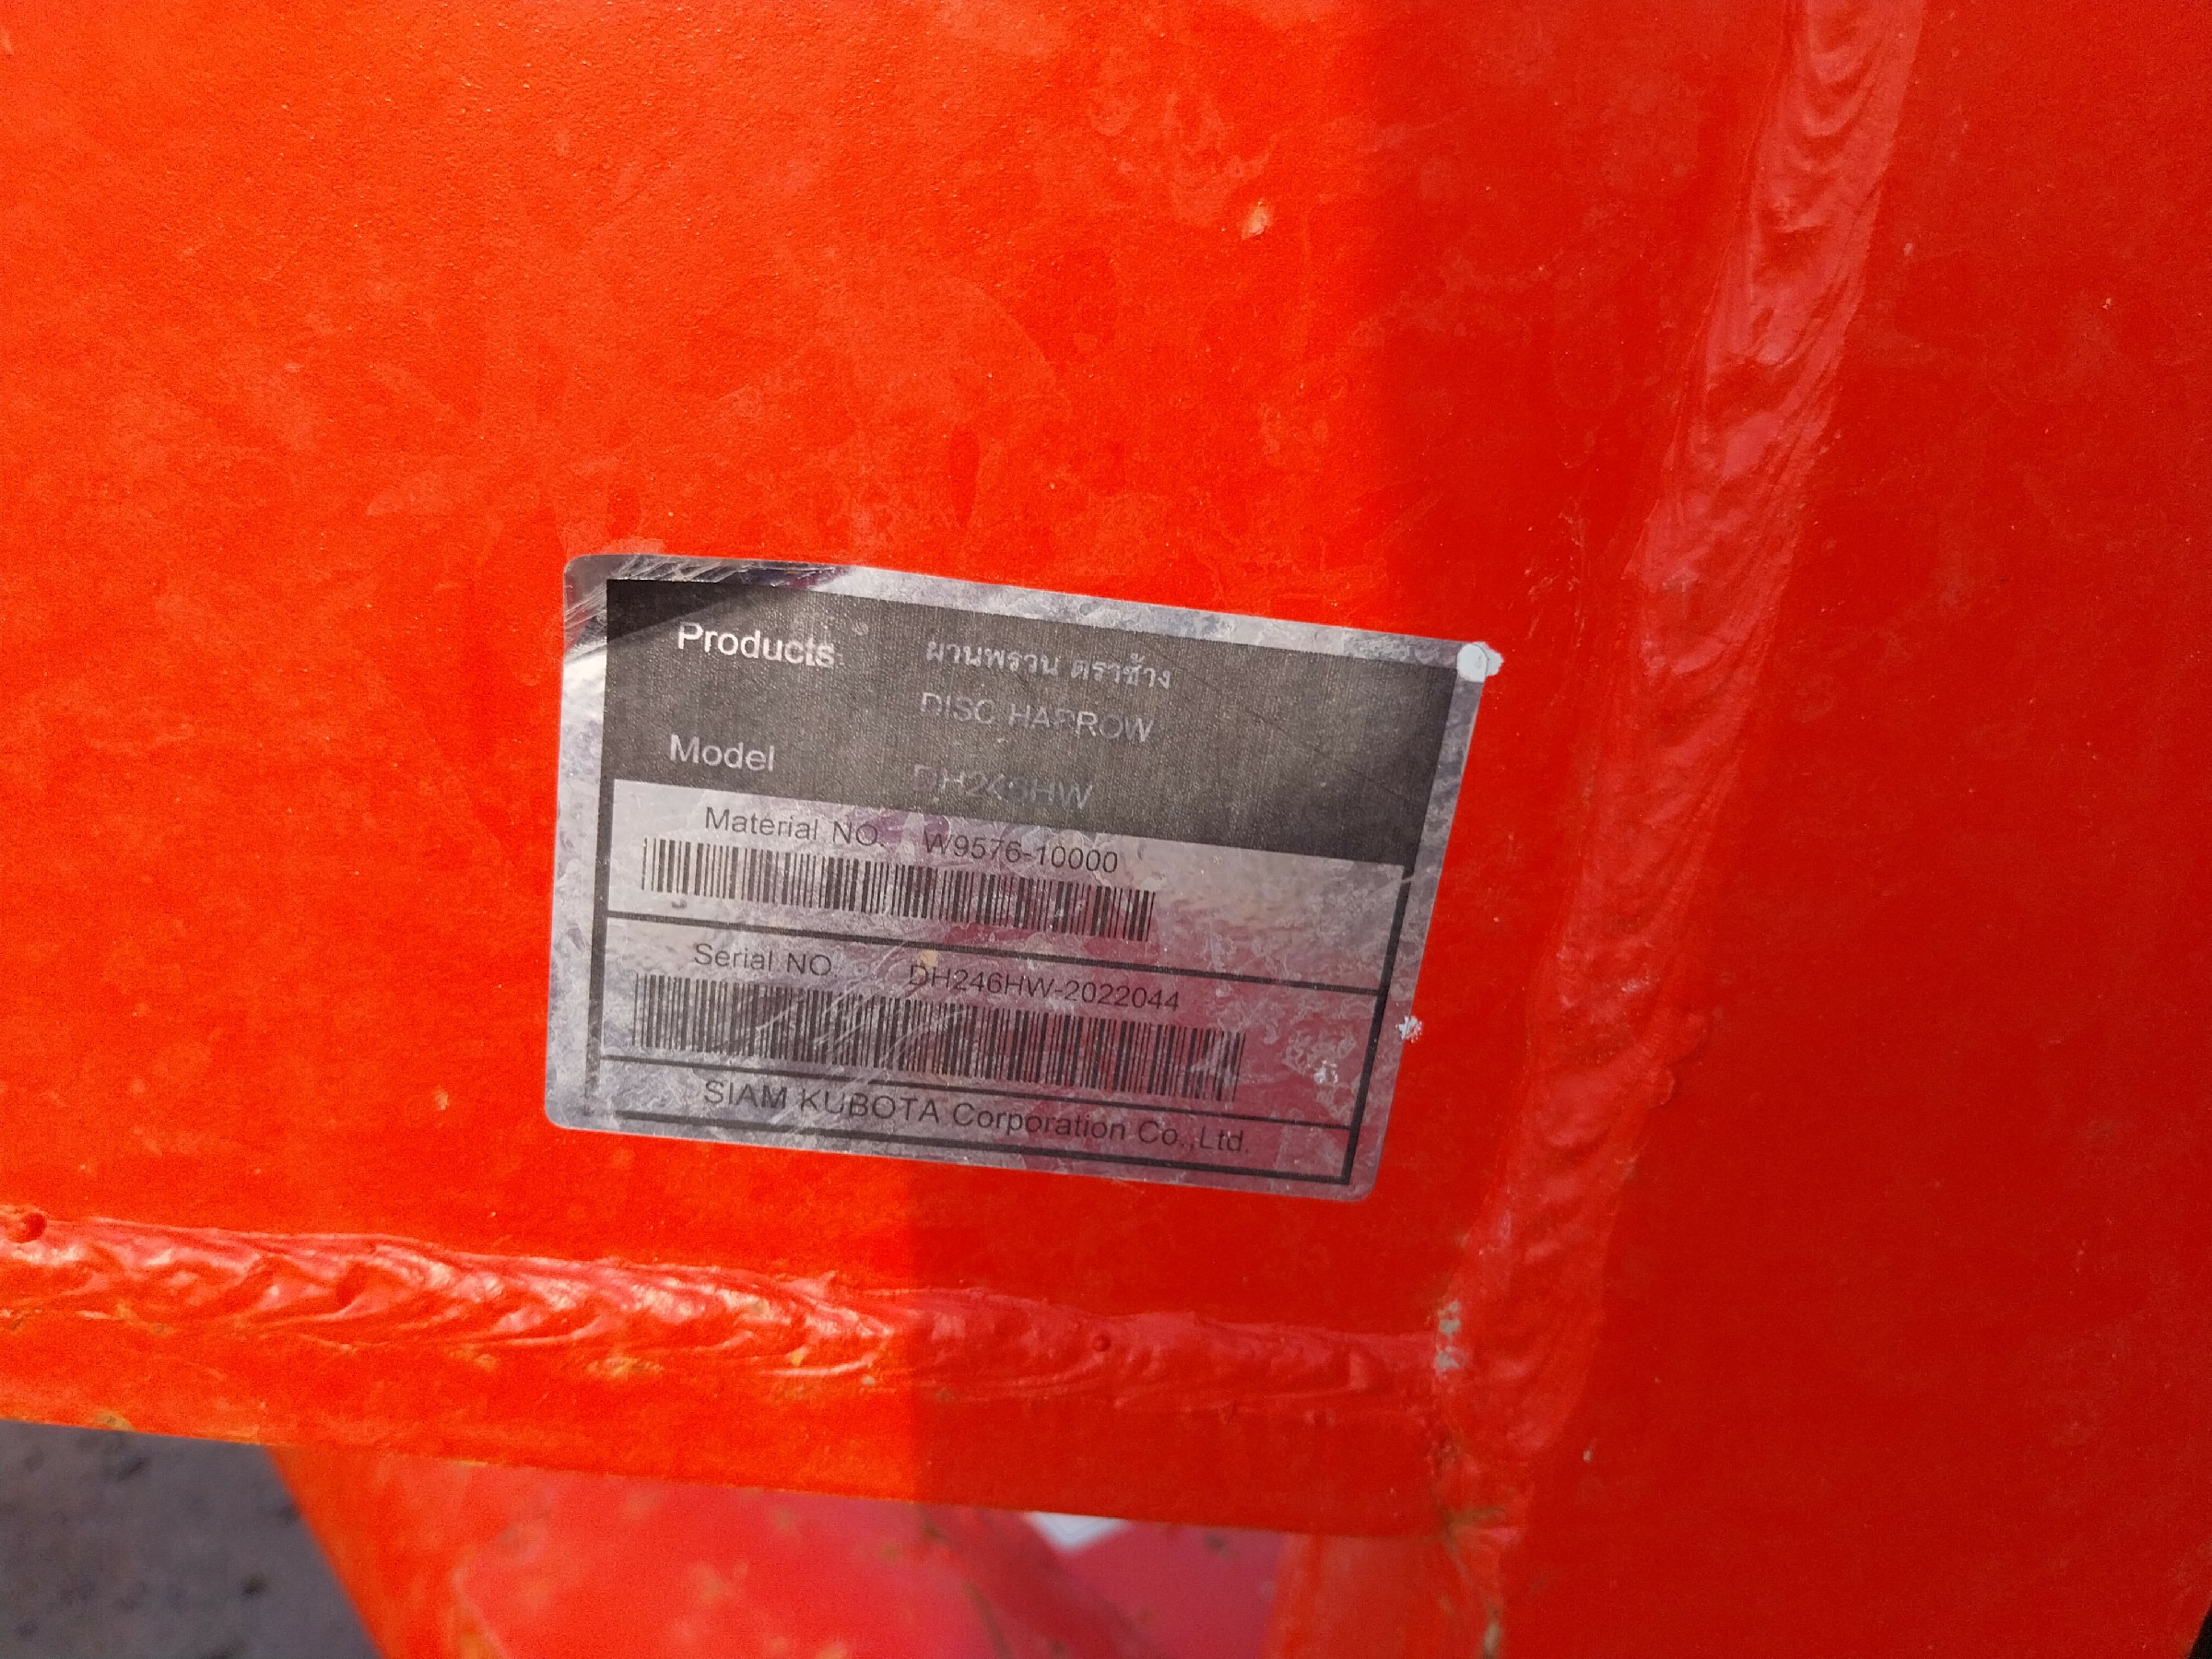 Products ผานพรวน ตราช้าง
DISC HARROW
Model DH246HW
Material NO. W9576-10000
Serial NO. DH246HW-2022044
SIAM KUBOTA Corporation Co.,Ltd.